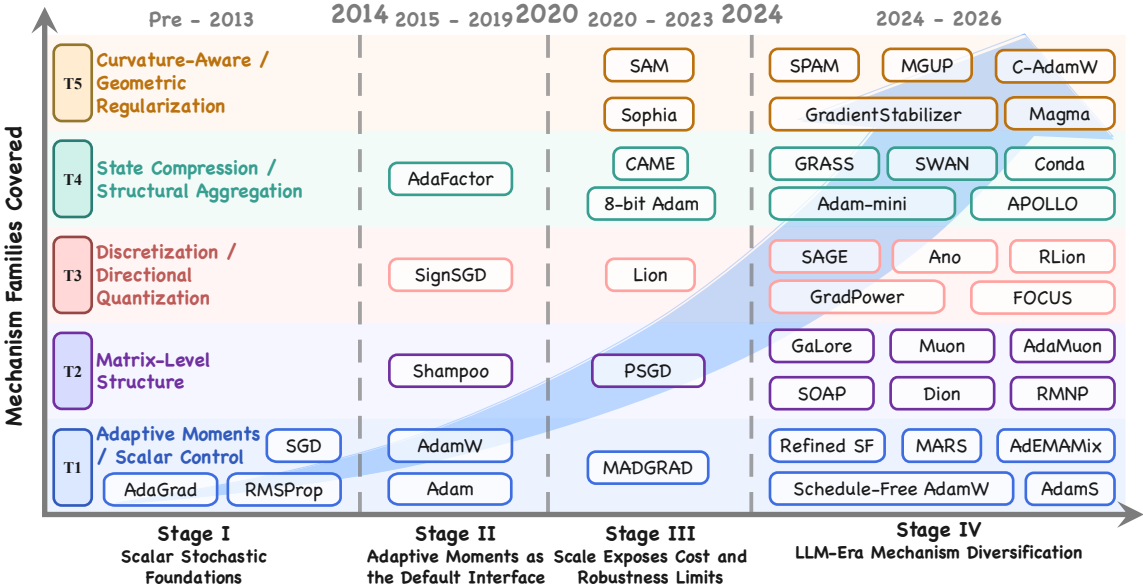 Pre - 2013
2014
2015 - 2019
2020
2020 - 2023
2024
2024 - 2026
Mechanism Families Covered
T5
Curvature-Aware /
Geometric
Regularization
SAM
Sophia
SPAM
MGUP
C-AdamW
GradientStabilizer
Magma
T4
State Compression /
Structural Aggregation
AdaFactor
CAME
8-bit Adam
GRASS
SWAN
Conda
Adam-mini
APOLLO
T3
Discretization /
Directional
Quantization
SignSGD
Lion
SAGE
Ano
RLion
GradPower
FOCUS
T2
Matrix-Level
Structure
Shampoo
PSGD
GaLore
Muon
AdaMuon
SOAP
Dion
RMNP
T1
Adaptive Moments
/ Scalar Control
SGD
AdaGrad
RMSProp
AdamW
Adam
MADGRAD
Refined SF
MARS
AdEMAMix
Schedule-Free AdamW
AdamS
Stage I
Scalar Stochastic
Foundations
Stage II
Adaptive Moments as
the Default Interface
Stage III
Scale Exposes Cost and
Robustness Limits
Stage IV
LLM-Era Mechanism Diversification